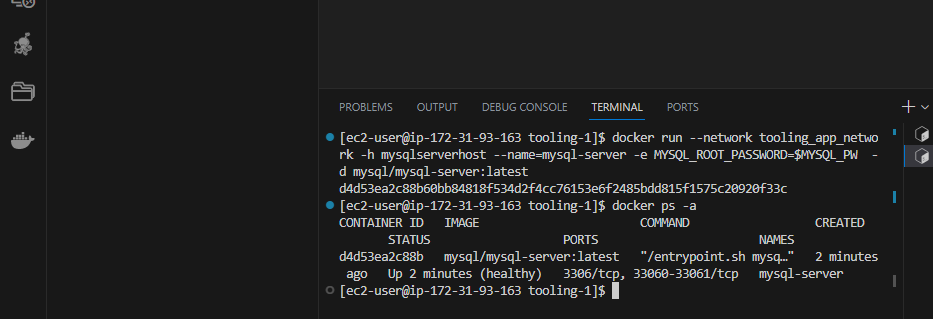 PROBLEMS OUTPUT DEBUG CONSOLE TERMINAL PORTS
[ec2-user@ip-172-31-93-163 tooling-1]$ docker run --network tooling_app_netwo
rk -h mysqlserverhost --name=mysql-server -e MYSQL_ROOT_PASSWORD=$MYSQL_PW -
d mysql/mysql-server:latest
d4d53ea2c88b60bb84818f534d2f4cc76153e6f2485bdd815f1575c20920f33c
[ec2-user@ip-172-31-93-163 tooling-1]$ docker ps -a
CONTAINER ID IMAGE COMMAND CREATED
STATUS PORTS NAMES
d4d53ea2c88b mysql/mysql-server:latest "/entrypoint.sh mysq…" 2 minutes
ago Up 2 minutes (healthy) 3306/tcp, 33060-33061/tcp mysql-server
[ec2-user@ip-172-31-93-163 tooling-1]$